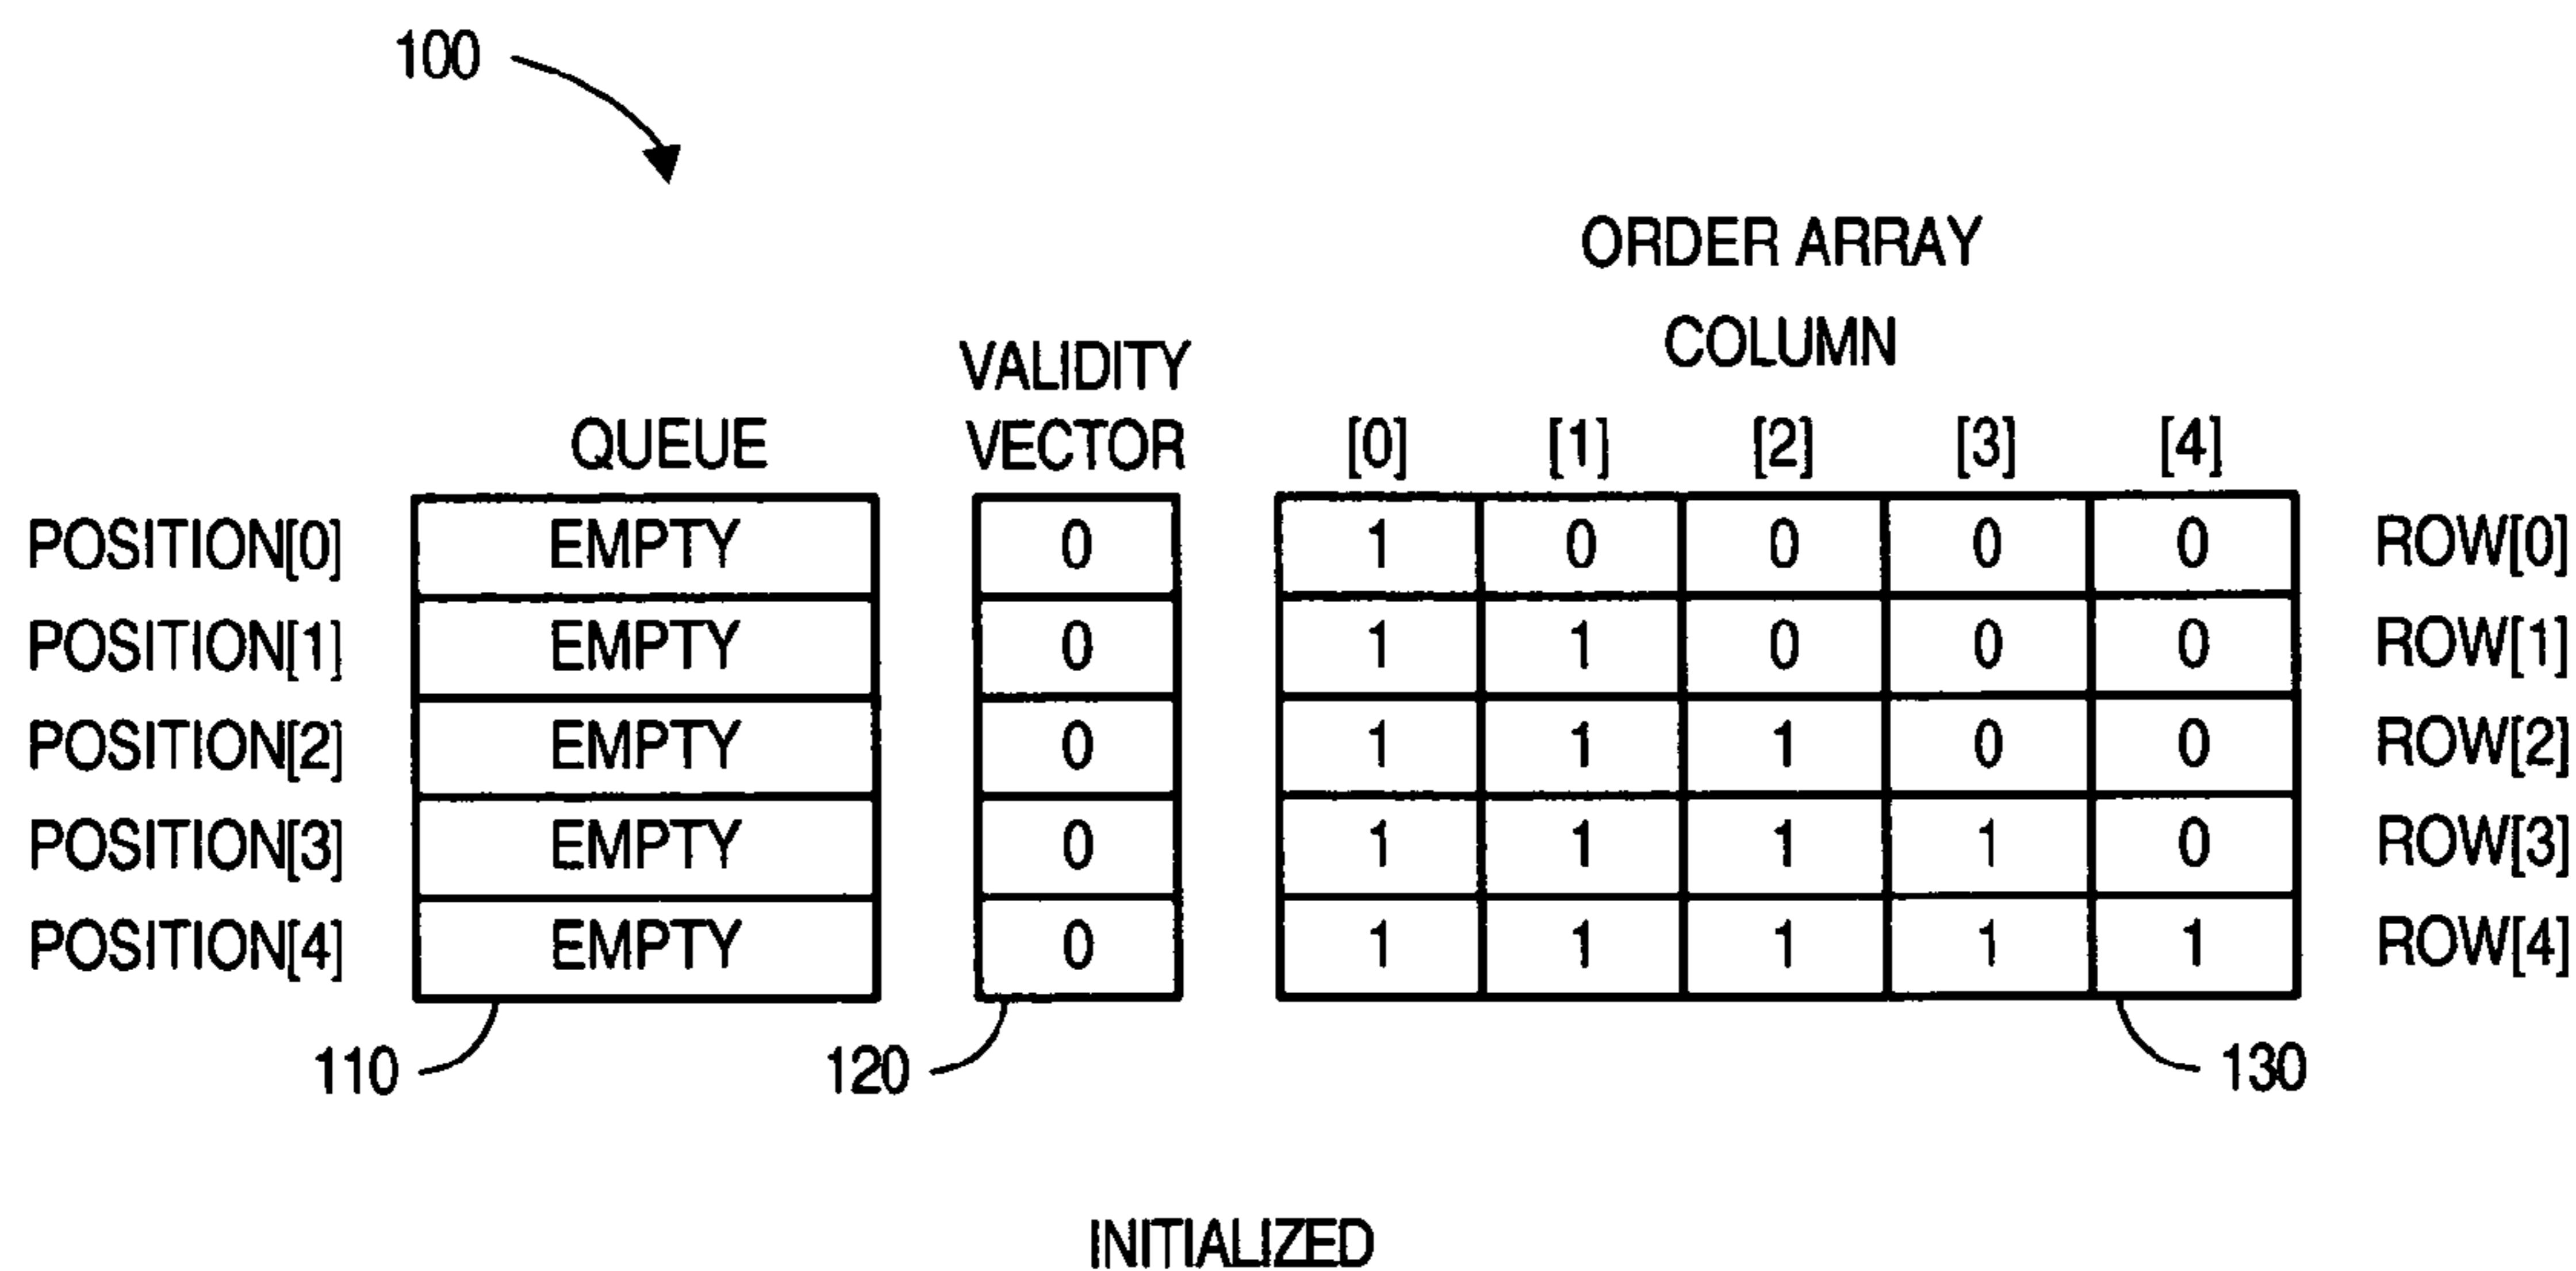 100
ORDER ARRAY
COLUMN
VALIDITY
VECTOR
QUEUE
[0] [1] [2] [3] [4]
POSITION[0] EMPTY 0 1 0 0 0 0 ROW[0]
POSITION[1] EMPTY 0 1 1 0 0 0 ROW[1]
POSITION[2] EMPTY 0 1 1 1 0 0 ROW[2]
POSITION[3] EMPTY 0 1 1 1 1 0 ROW[3]
POSITION[4] EMPTY 0 1 1 1 1 1 ROW[4]
110 120 130
INITIALIZED